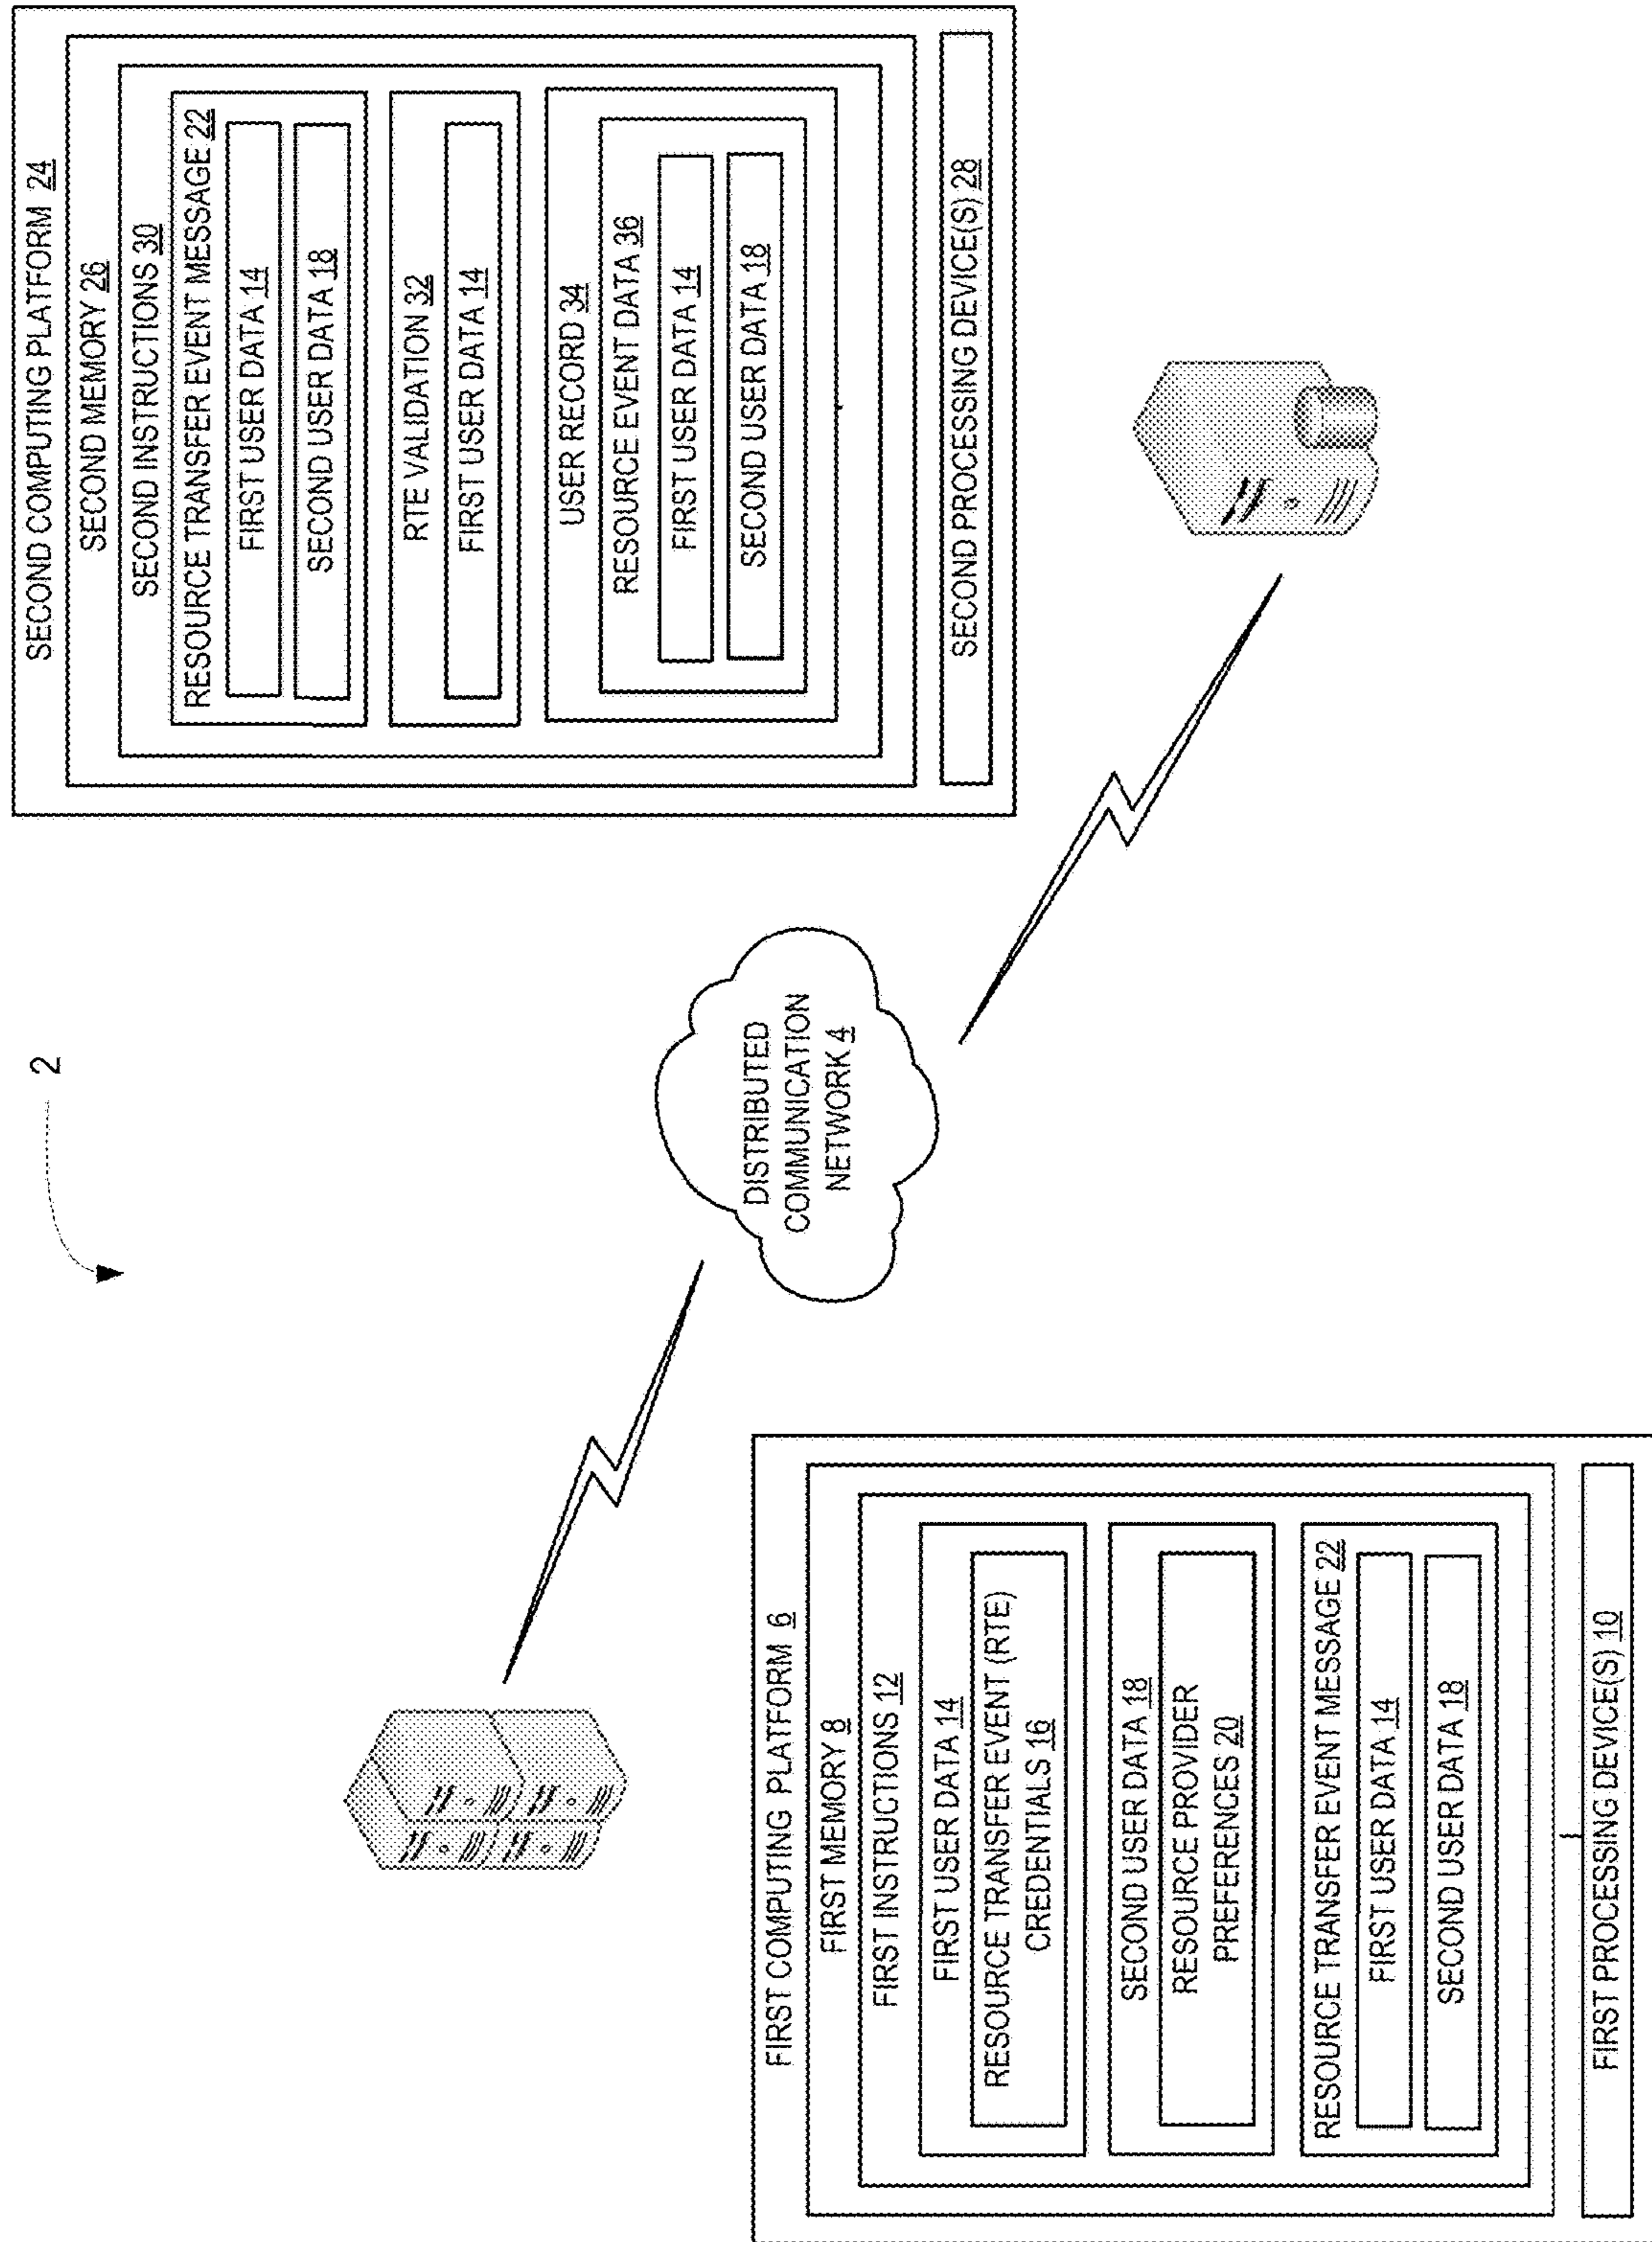 2
FIRST COMPUTING PLATFORM 6
FIRST MEMORY 8
FIRST INSTRUCTIONS 12
FIRST USER DATA 14
RESOURCE TRANSFER EVENT (RTE)
CREDENTIALS 16
SECOND USER DATA 18
RESOURCE PROVIDER
PREFERENCES 20
RESOURCE TRANSFER EVENT MESSAGE 22
FIRST USER DATA 14
SECOND USER DATA 18
FIRST PROCESSING DEVICE(S) 10
DISTRIBUTED
COMMUNICATION
NETWORK 4
SECOND COMPUTING PLATFORM 24
SECOND MEMORY 26
SECOND INSTRUCTIONS 30
RESOURCE TRANSFER EVENT MESSAGE 22
FIRST USER DATA 14
SECOND USER DATA 18
RTE VALIDATION 32
FIRST USER DATA 14
USER RECORD 34
RESOURCE EVENT DATA 36
FIRST USER DATA 14
SECOND USER DATA 18
SECOND PROCESSING DEVICE(S) 28